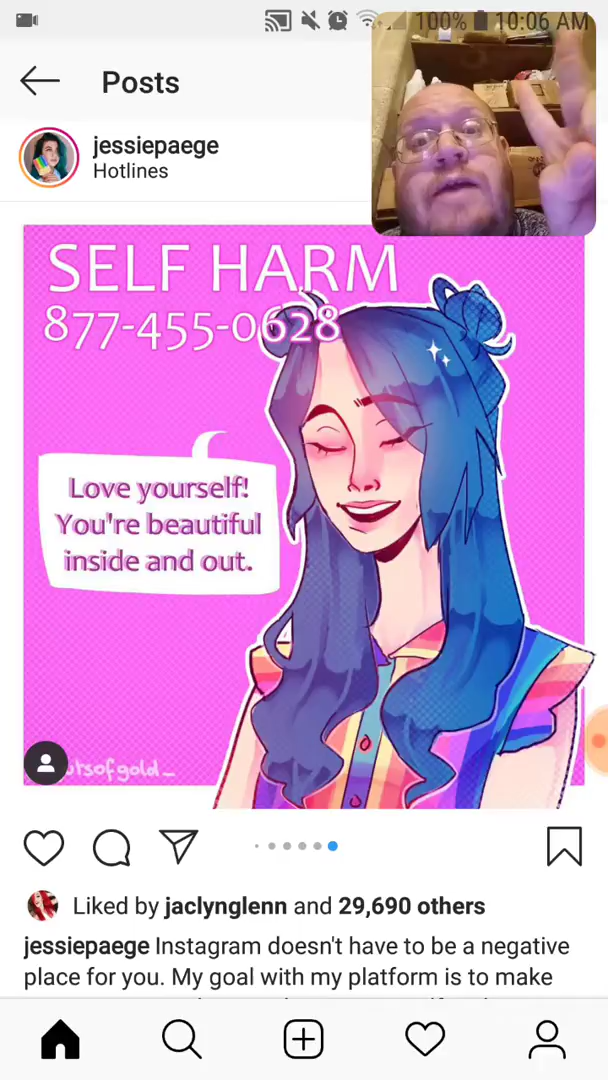 100% 10:06 AM
Posts
jessiepaege
Hotlines
SELF HARM
877-455-0628
Love yourself!
You're beautiful
inside and out.
Liked by jaclynglenn and 29,690 others
jessiepaege Instagram doesn't have to be a negative
place for you. My goal with my platform is to make